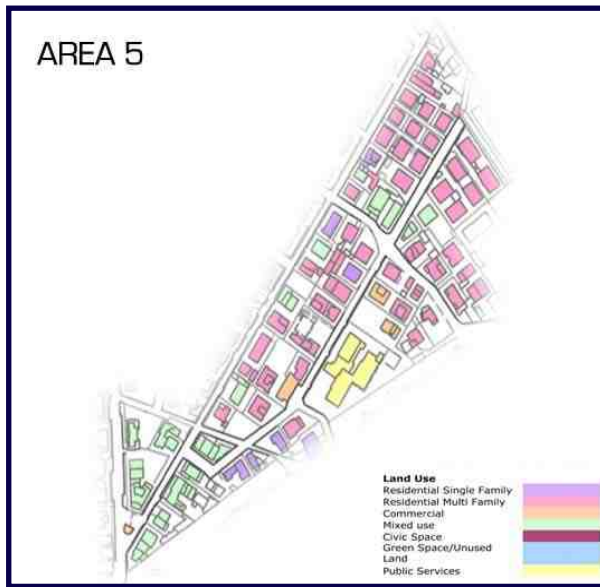 AREA 5
Land Use
Residential Single Family
Residential Multi Family
Commercial
Mixed use
Civic Space
Green Space/Unused
Land
Public Services